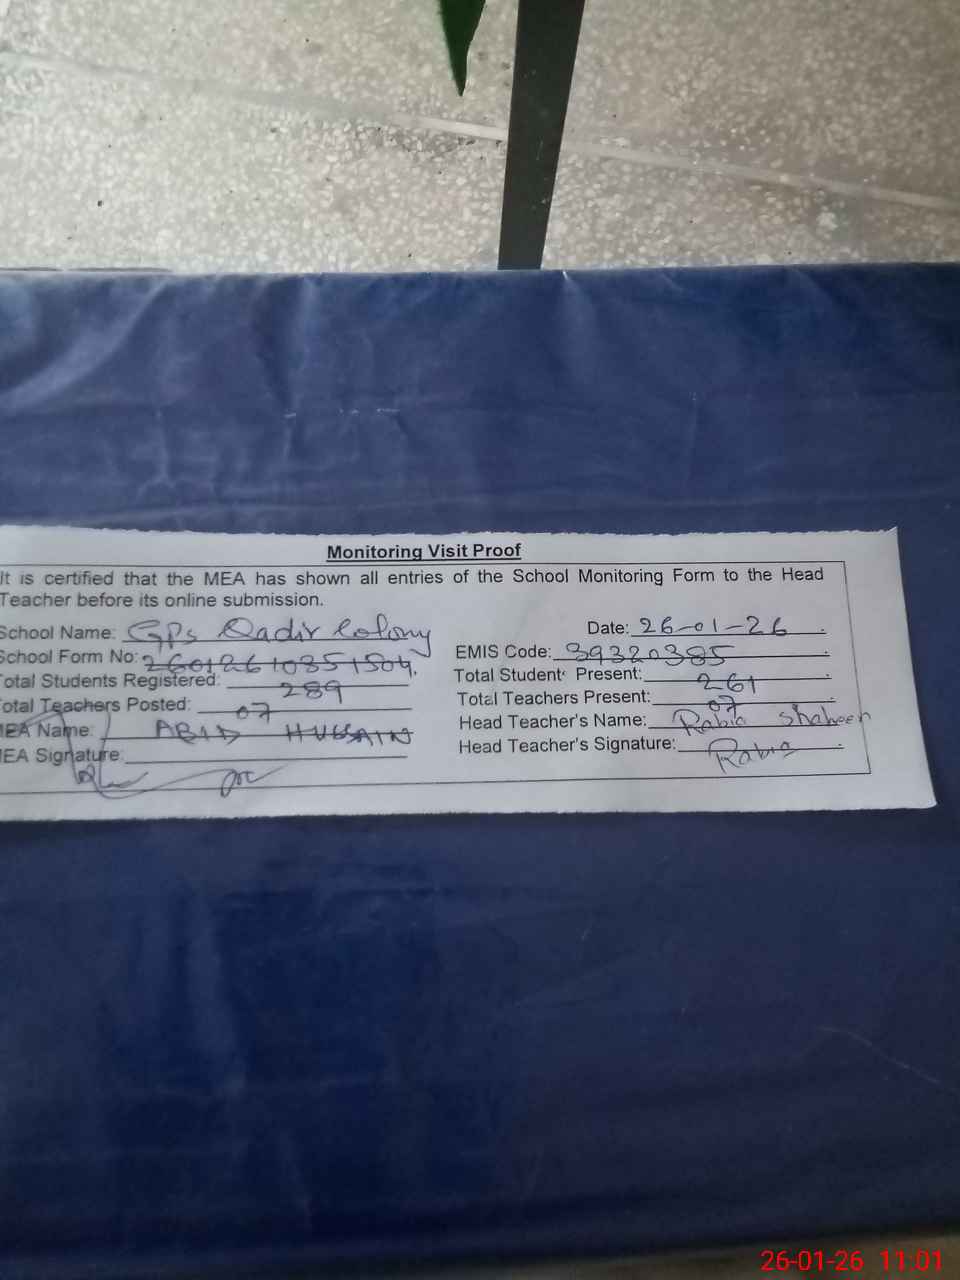 Monitoring Visit Proof
It is certified that the MEA has shown all entries of the School Monitoring Form to the Head
Teacher before its online submission.
School Name: GPS Qadir Colony
Date: 26-01-26
School Form No: 26012610351504
EMIS Code: 39320385
Total Students Registered: 289
Total Student Present: 261
Total Teachers Posted: 07
Total Teachers Present: 07
MEA Name: ABID HUSSAIN
Head Teacher's Name: Rabia Shaheen
MEA Signature:
Head Teacher's Signature: Rabia
26-01-26 11:01